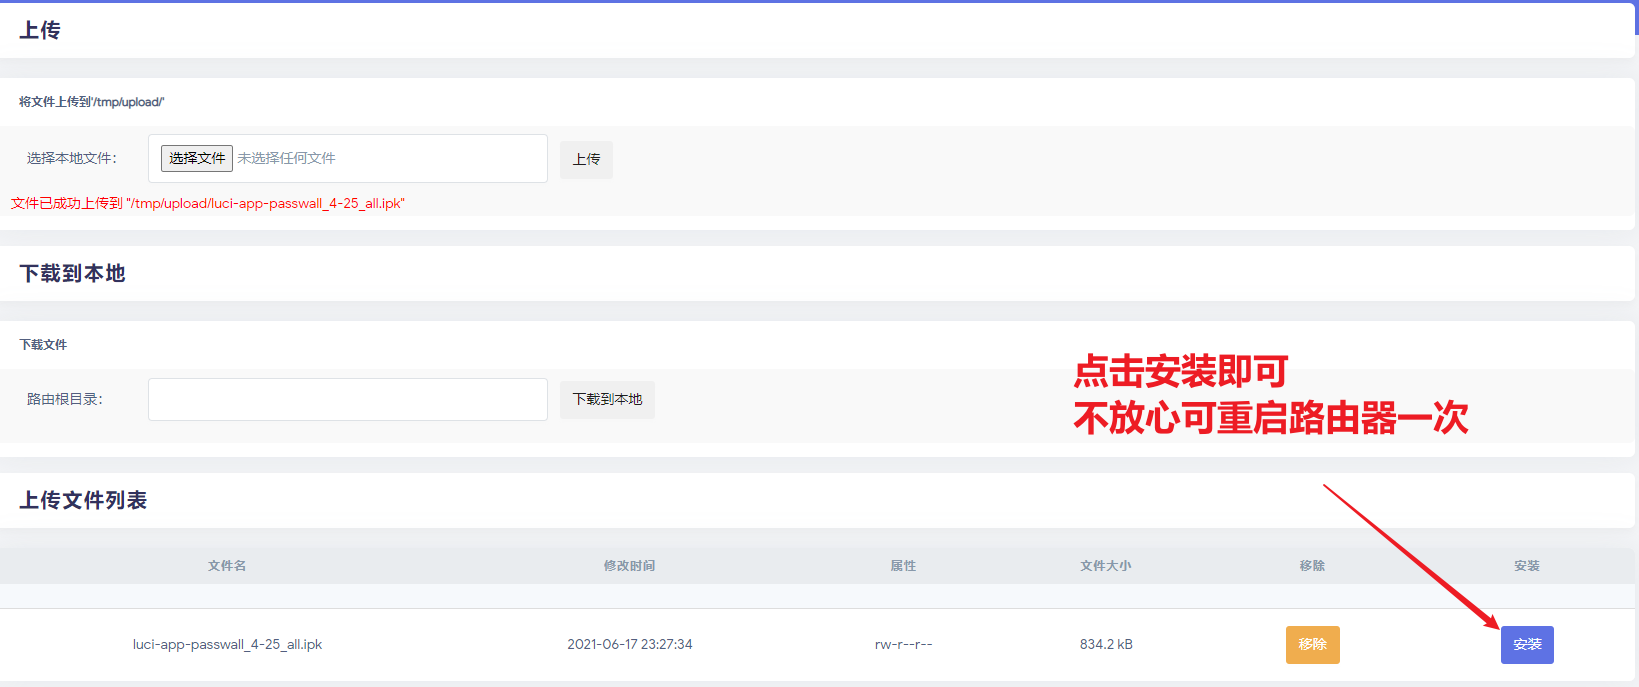 上传
将文件上传到'/tmp/upload/'
选择本地文件： 选择文件 未选择任何文件 上传
文件已成功上传到 "/tmp/upload/luci-app-passwall_4-25_all.ipk"
下载到本地
下载文件
路由根目录： 下载到本地
点击安装即可
不放心可重启路由器一次
上传文件列表
文件名 修改时间 属性 文件大小 移除 安装
luci-app-passwall_4-25_all.ipk 2021-06-17 23:27:34 rw-r--r-- 834.2 kB 移除 安装